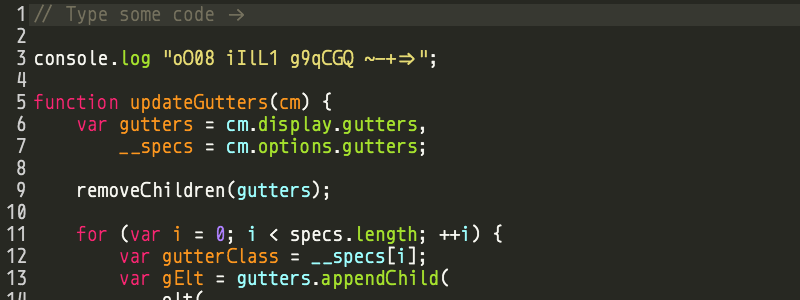 1 // Type some code ->
2
3 console.log "oO08 iIlL1 g9qCGQ ~-+=>";
4
5 function updateGutters(cm) {
6 var gutters = cm.display.gutters,
7 __specs = cm.options.gutters;
8
9 removeChildren(gutters);
10
11 for (var i = 0; i < specs.length; ++i) {
12 var gutterClass = __specs[i];
13 var gElt = gutters.appendChild(
14 elt(